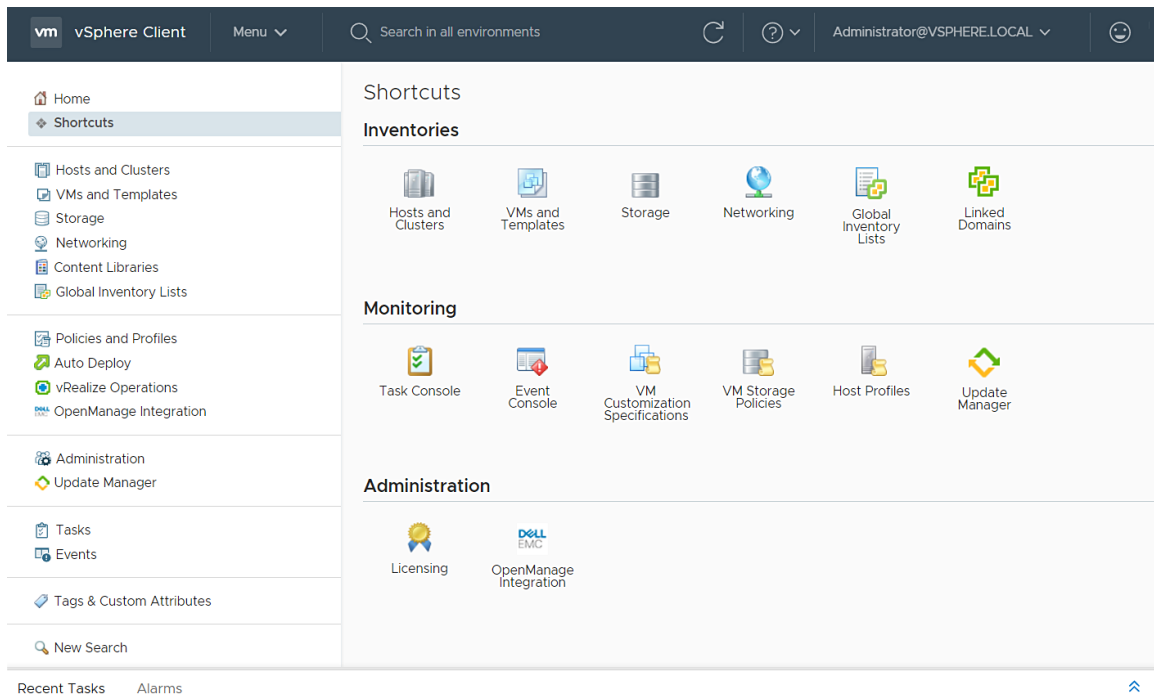 vm vSphere Client Menu Search in all environments ? Administrator@VSPHERE.LOCAL
Home
Shortcuts
Hosts and Clusters
VMs and Templates
Storage
Networking
Content Libraries
Global Inventory Lists
Policies and Profiles
Auto Deploy
vRealize Operations
DELL EMC OpenManage Integration
Administration
Update Manager
Tasks
Events
Tags & Custom Attributes
New Search
Shortcuts
Inventories
Hosts and
Clusters
VMs and
Templates
Storage
Networking
Global
Inventory
Lists
Linked
Domains
Monitoring
Task Console
Event
Console
VM
Customization
Specifications
VM Storage
Policies
Host Profiles
Update
Manager
Administration
Licensing
DELL
EMC
OpenManage
Integration
Recent Tasks Alarms